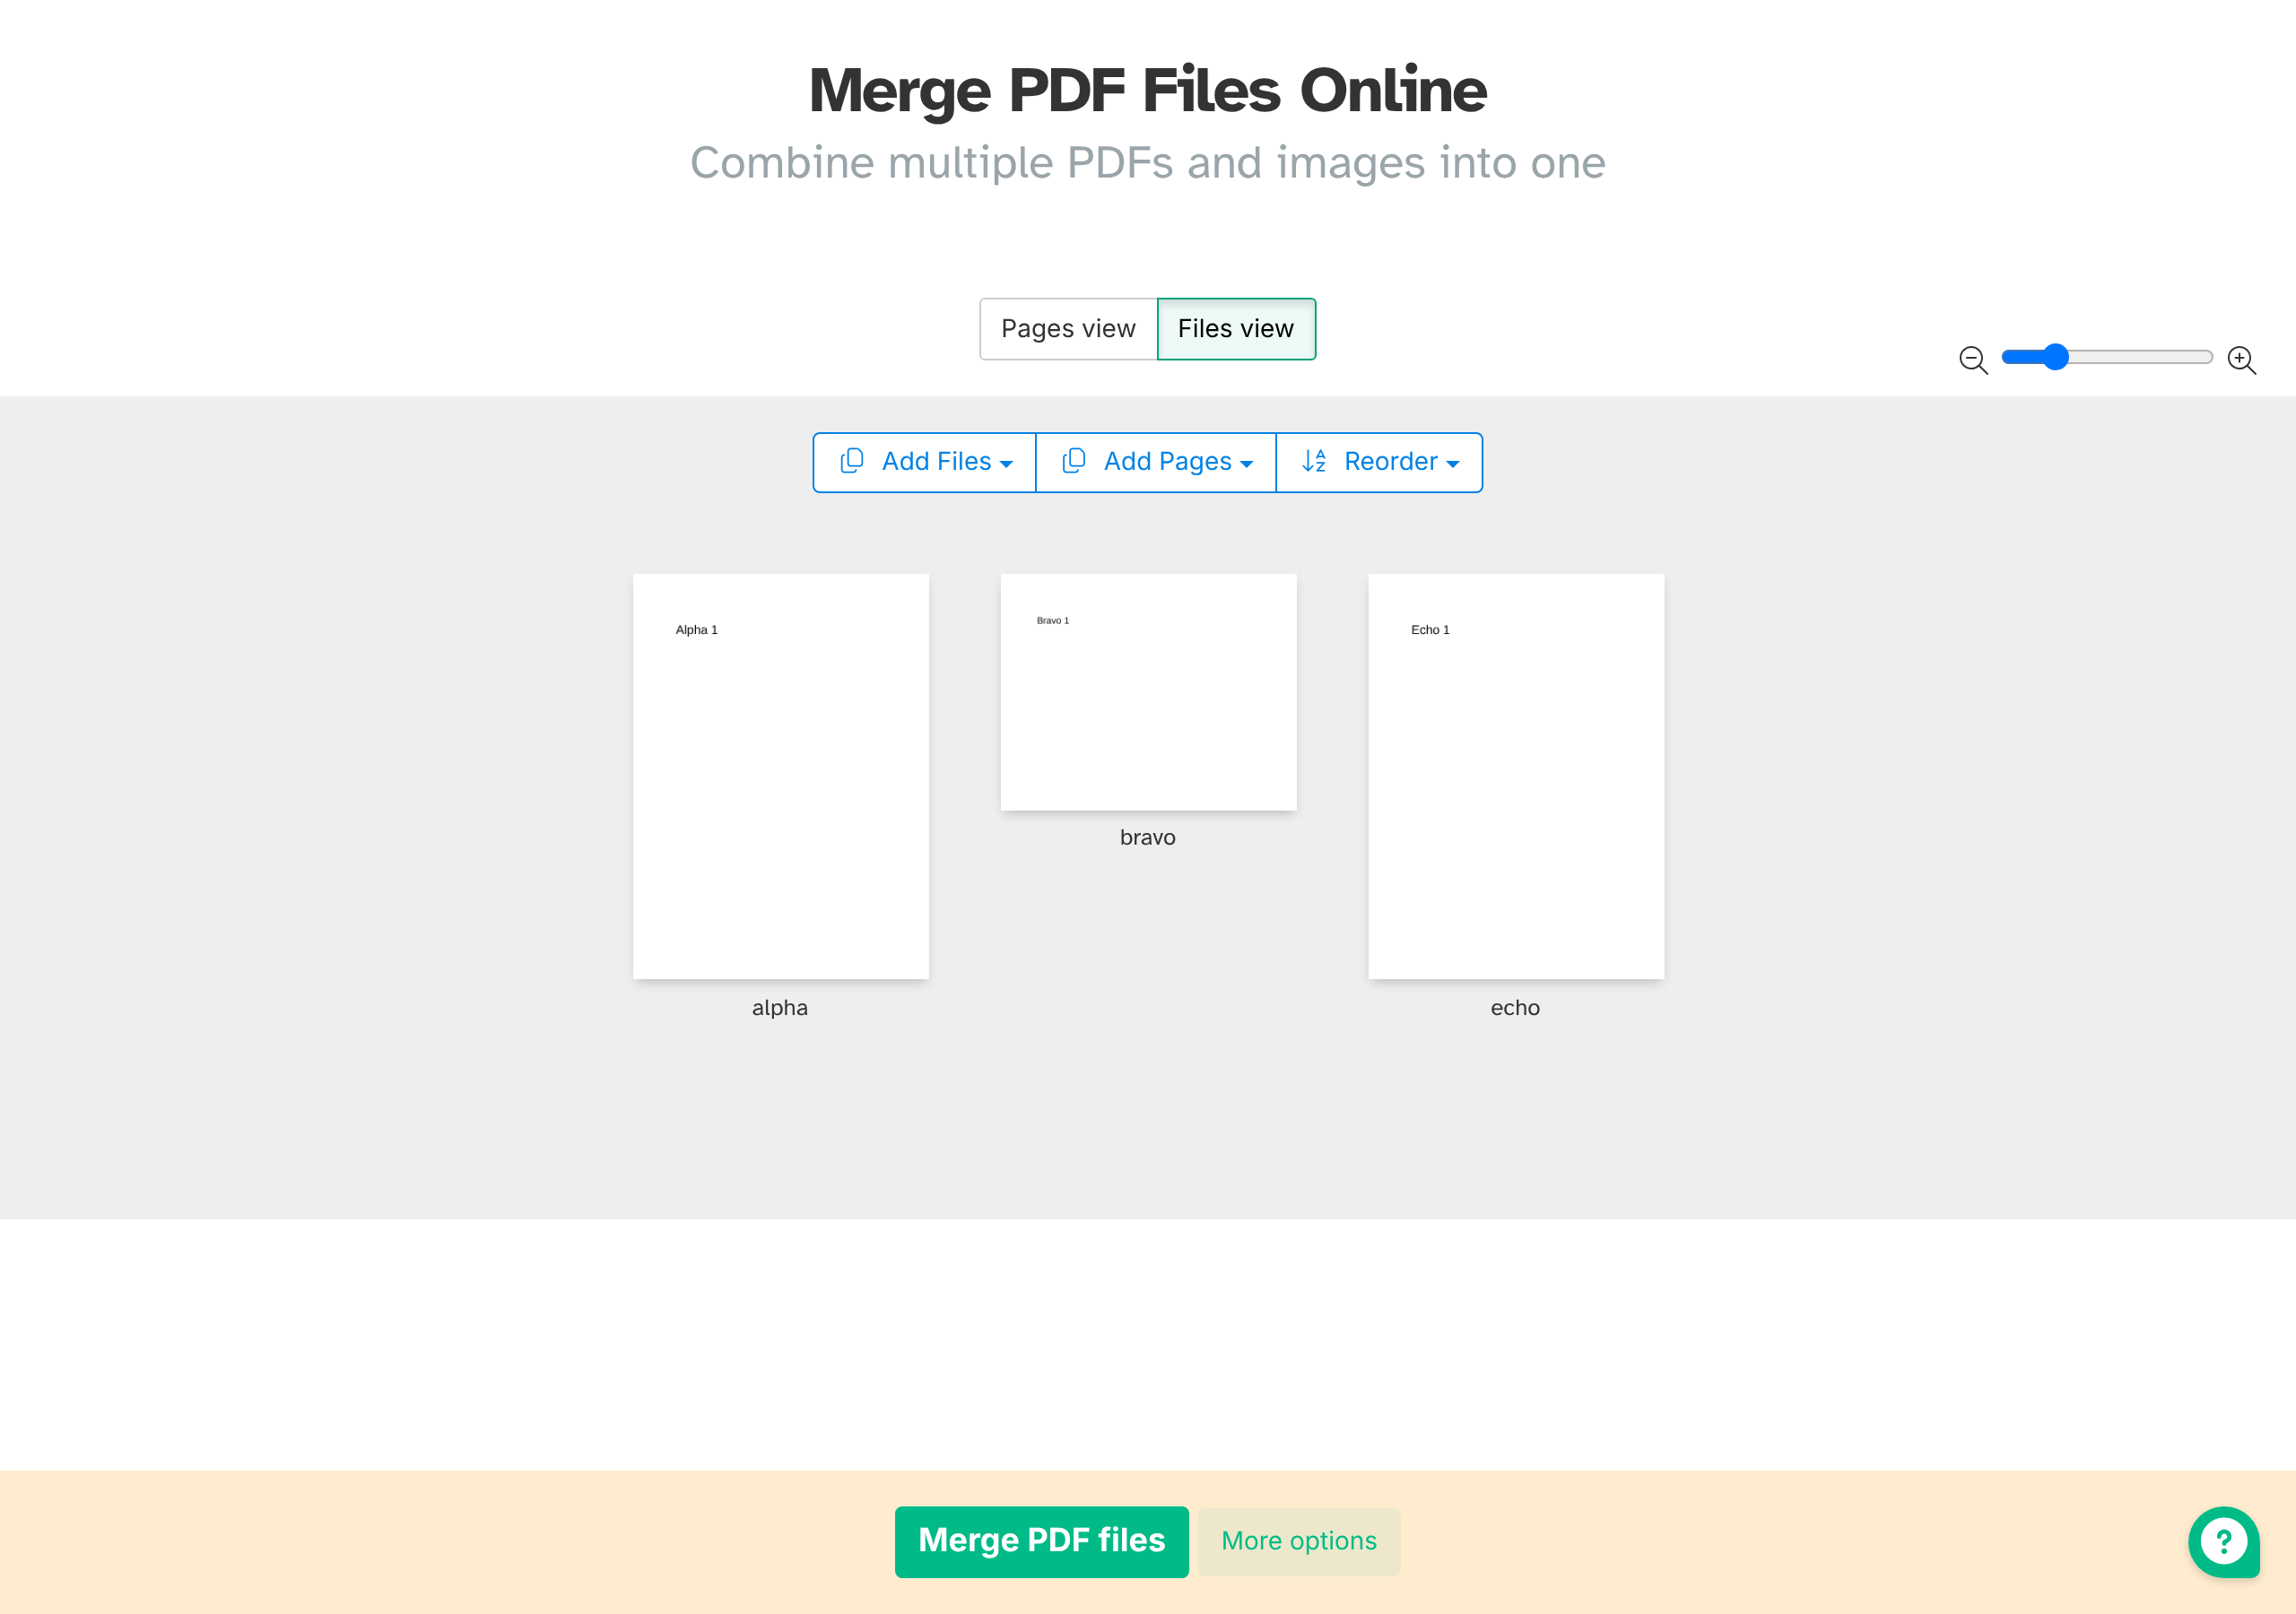 Merge PDF Files Online
Combine multiple PDFs and images into one
Pages view
Files view
Add Files
Add Pages
Reorder
Alpha 1
Bravo 1
Echo 1
bravo
alpha
echo
Merge PDF files
More options
?